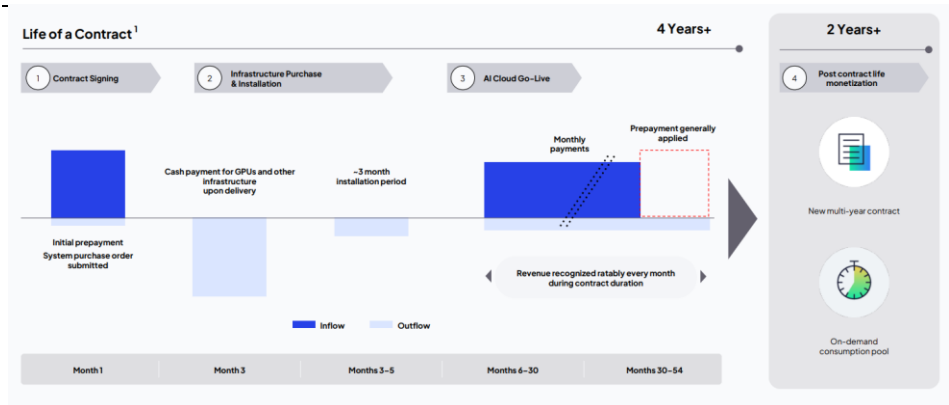 Life of a Contract1
4 Years+
2 Years+
1
Contract Signing
2
Infrastructure Purchase
& Installation
3
AI Cloud Go-Live
4
Post contract life
monetization
Initial prepayment
System purchase order
submitted
Cash payment for GPUs and other
infrastructure
upon delivery
~3 month
installation period
Monthly
payments
Prepayment generally
applied
Revenue recognized ratably every month
during contract duration
New multi-year contract
On-demand
consumption pool
Inflow
Outflow
Month 1
Month 3
Months 3–5
Months 6–30
Months 30–54